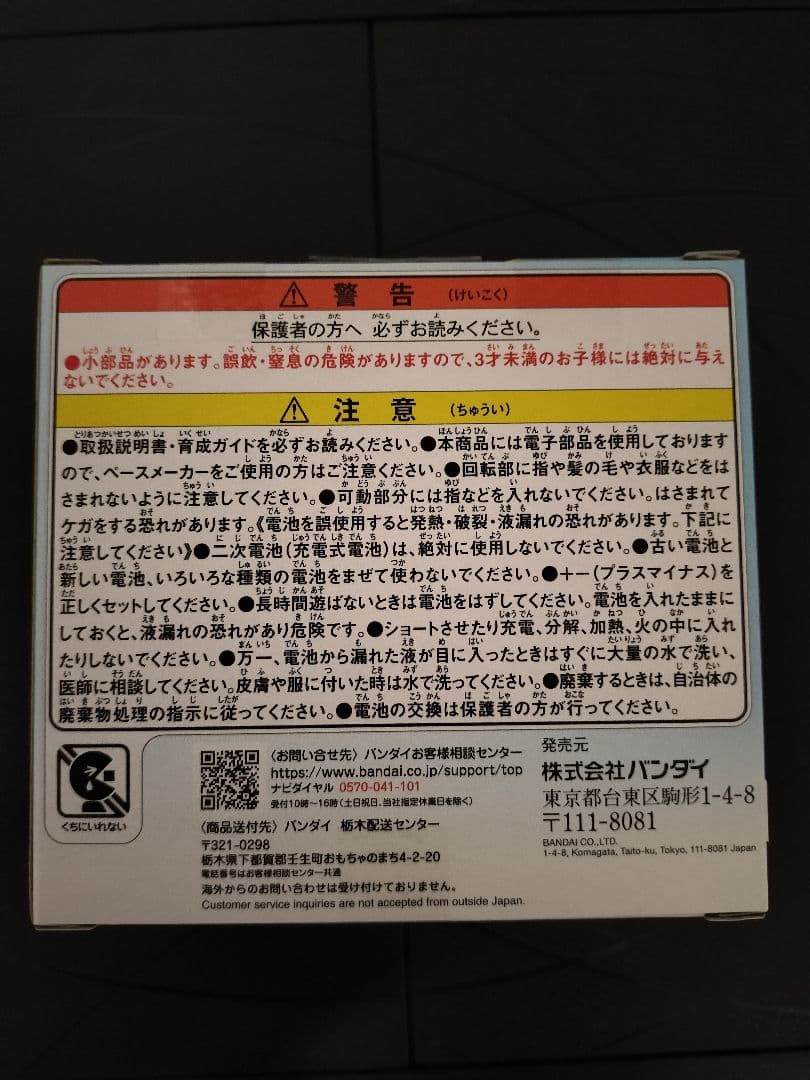 警告 (けいこく)
保護者の方へ 必ずお読みください。
●小部品があります。誤飲・窒息の危険がありますので、3才未満のお子様には絶対に与え
ないでください。
注意 (ちゅうい)
●取扱説明書・育成ガイドを必ずお読みください。●本商品には電子部品を使用しております
ので、ペースメーカーをご使用の方はご注意ください。●回転部に指や髪の毛や衣服などをは
さまれないように注意してください。●可動部分には指などを入れないでください。はさまれて
ケガをする恐れがあります。《電池を誤使用すると発熱・破裂・液漏れの恐れがあります。下記に
注意してください》●二次電池(充電式電池)は、絶対に使用しないでください。●古い電池と
新しい電池、いろいろな種類の電池をまぜて使わないでください。●+-(プラスマイナス)を
正しくセットしてください。●長時間遊ばないときは電池をはずしてください。電池を入れたままに
しておくと、液漏れの恐れがあり危険です。●ショートさせたり充電、分解、加熱、火の中に入れ
たりしないでください。●万一、電池から漏れた液が目に入ったときはすぐに大量の水で洗い、
医師に相談してください。皮膚や服に付いた時は水で洗ってください。●廃棄するときは、自治体の
廃棄物処理の指示に従ってください。●電池の交換は保護者の方が行ってください。
くちにいれない
〈お問い合せ先〉バンダイお客様相談センター
https://www.bandai.co.jp/support/top
ナビダイヤル 0570-041-101
受付10時〜16時(土日祝日、当社指定休業日を除く)
〈商品送付先〉バンダイ 栃木配送センター
〒321-0298
栃木県下都賀郡壬生町おもちゃのまち4-2-20
電話番号はお客様相談センター共通
海外からのお問い合わせは受け付けておりません。
Customer service inquiries are not accepted from outside Japan.
発売元
株式会社バンダイ
東京都台東区駒形1-4-8
〒111-8081
BANDAI CO.,LTD.
1-4-8, Komagata, Taito-ku, Tokyo, 111-8081 Japan